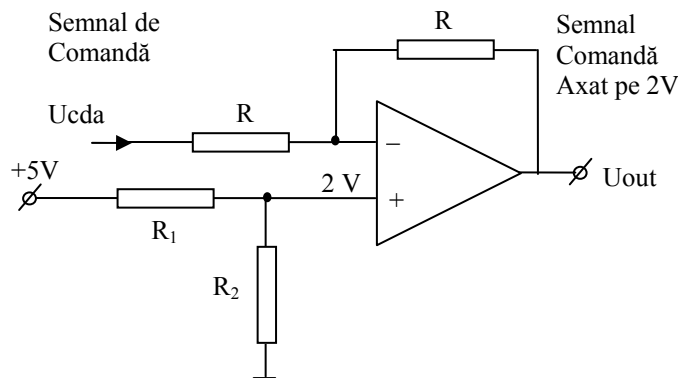 Semnal de
Comandă
R
Semnal
Comandă
Axat pe 2V
Ucda
R
−
+5V
2 V
+
Uout
R₁
R₂